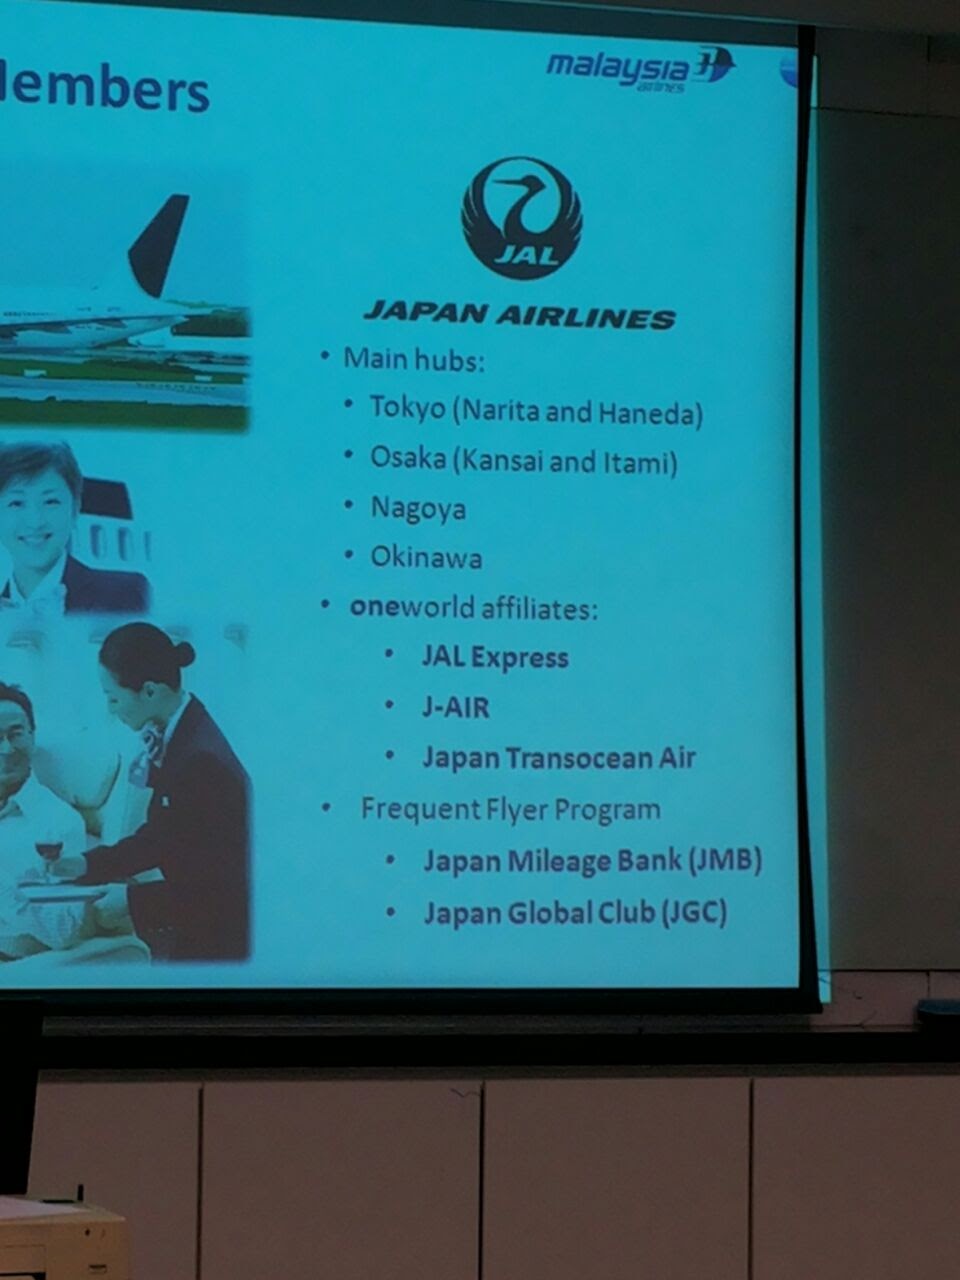 embers
malaysia
airlines
JAL
JAPAN AIRLINES
• Main hubs:
• Tokyo (Narita and Haneda)
• Osaka (Kansai and Itami)
• Nagoya
• Okinawa
• oneworld affiliates:
• JAL Express
• J-AIR
• Japan Transocean Air
• Frequent Flyer Program
• Japan Mileage Bank (JMB)
• Japan Global Club (JGC)